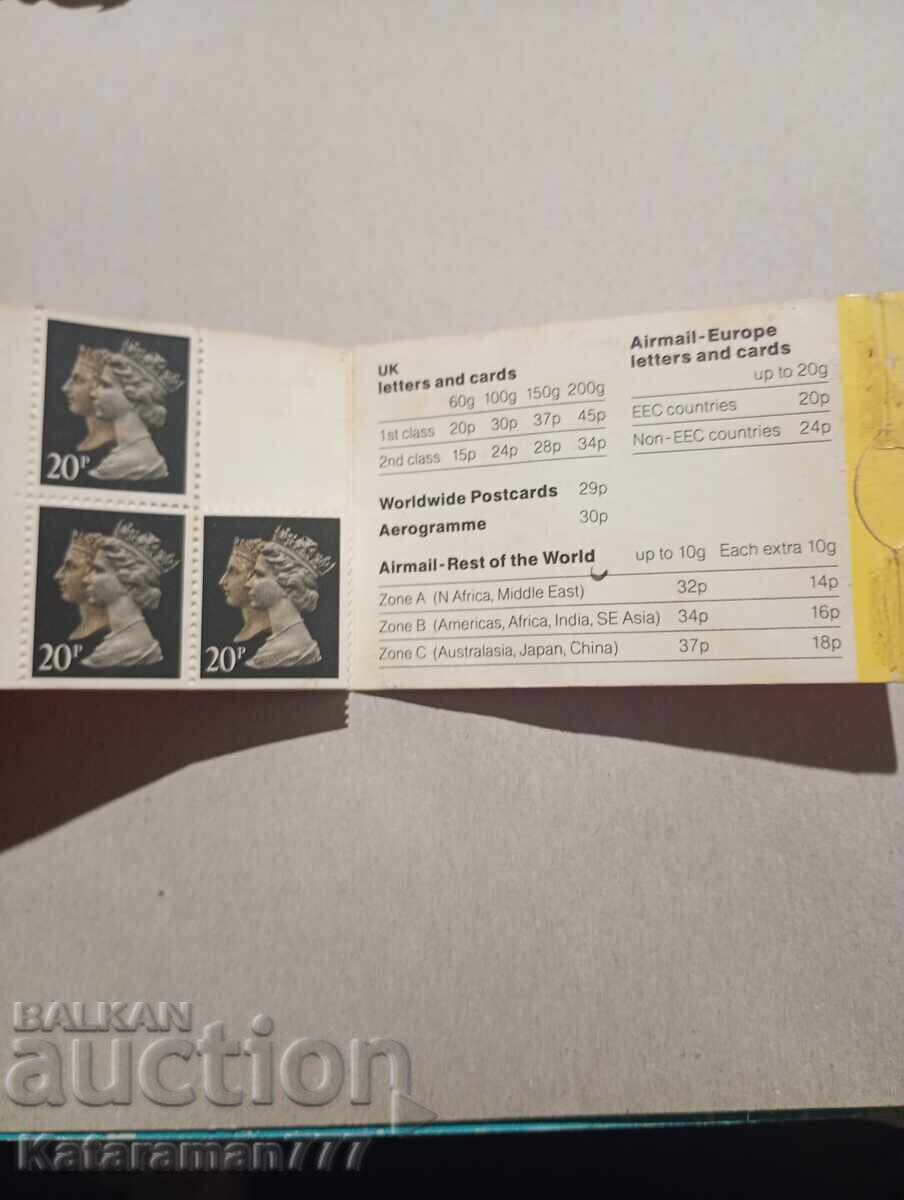 20P
20P
20P
UK
letters and cards
60g 100g 150g 200g
1st class 20p 30p 37p 45p
2nd class 15p 24p 28p 34p
Airmail-Europe
letters and cards
up to 20g
EEC countries 20p
Non-EEC countries 24p
Worldwide Postcards 29p
Aerogramme 30p
Airmail-Rest of the World up to 10g Each extra 10g
Zone A (N Africa, Middle East) 32p 14p
Zone B (Americas, Africa, India, SE Asia) 34p 16p
Zone C (Australasia, Japan, China) 37p 18p
BALKAN
auction
Kataraman777